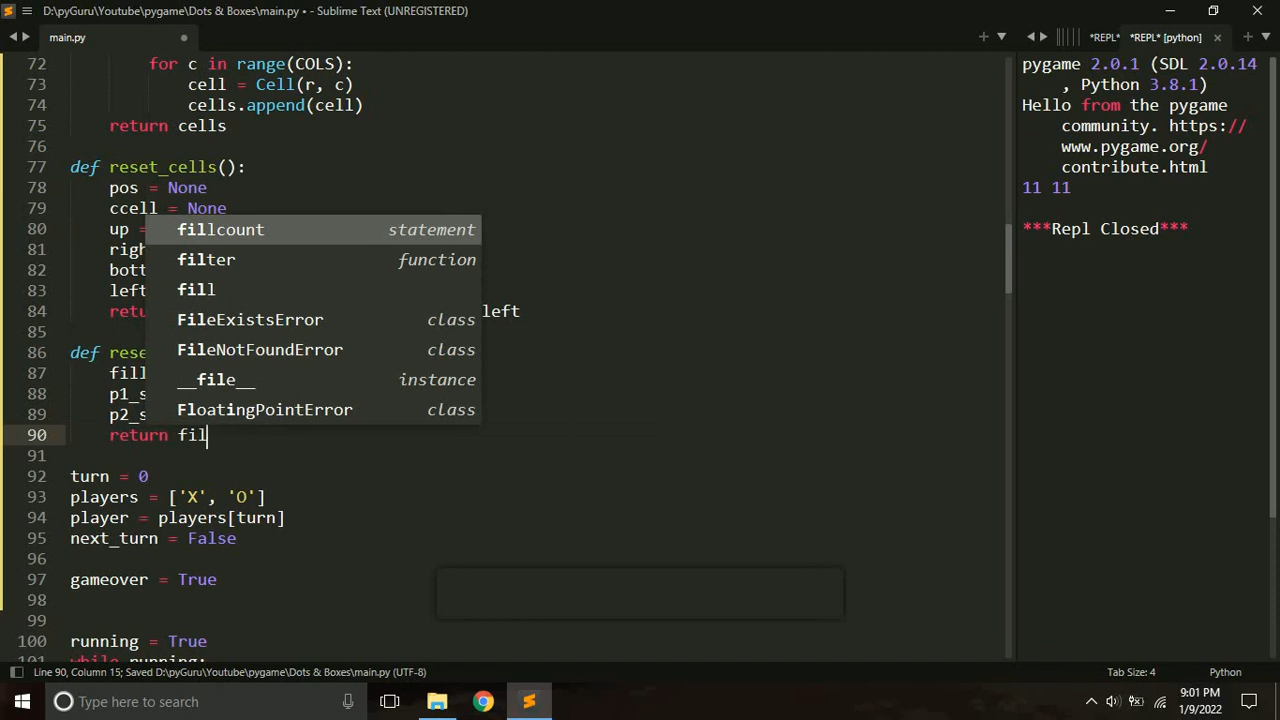 D:\pyGuru\Youtube\pygame\Dots & Boxes\main.py • - Sublime Text (UNREGISTERED)
main.py
*REPL*
*REPL* [python]
72 for c in range(COLS):
73 cell = Cell(r, c)
74 cells.append(cell)
75 return cells
76
77 def reset_cells():
78 pos = None
79 ccell = None
80 up =
81 righ
82 bott
83 left
84 retu left
85
86 def rese
87 fill
88 p1_s
89 p2_s
90 return fil
91
92 turn = 0
93 players = ['X', 'O']
94 player = players[turn]
95 next_turn = False
96
97 gameover = True
98
99
100 running = True
101 while running:
fillcount statement
filter function
fill
FileExistsError class
FileNotFoundError class
__file__ instance
FloatingPointError class
pygame 2.0.1 (SDL 2.0.14
, Python 3.8.1)
Hello from the pygame
community. https://
www.pygame.org/
contribute.html
11 11
***Repl Closed***
Line 90, Column 15; Saved D:\pyGuru\Youtube\pygame\Dots & Boxes\main.py (UTF-8)
Tab Size: 4
Python
Type here to search
9:01 PM
1/9/2022